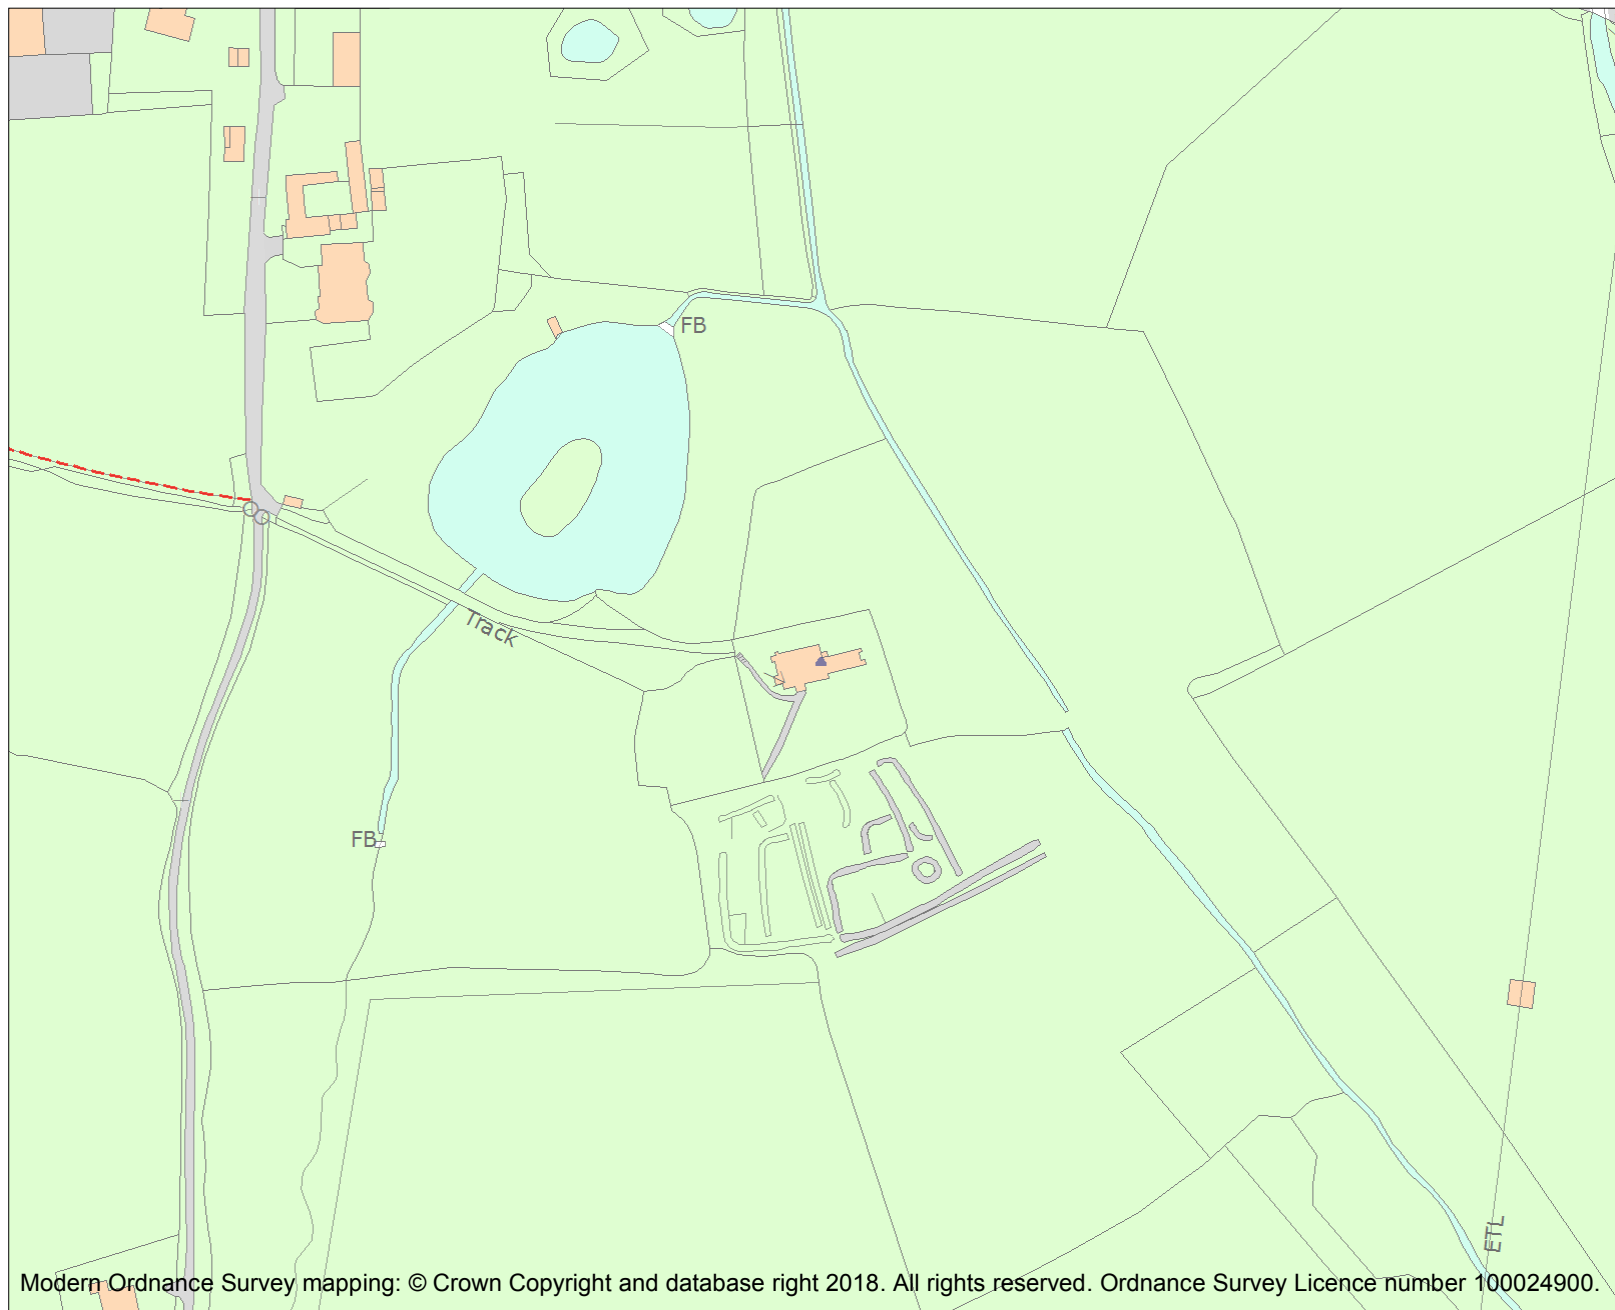 FB
Track
FB
ETL
Modern Ordnance Survey mapping: © Crown Copyright and database right 2018. All rights reserved. Ordnance Survey Licence number 100024900.